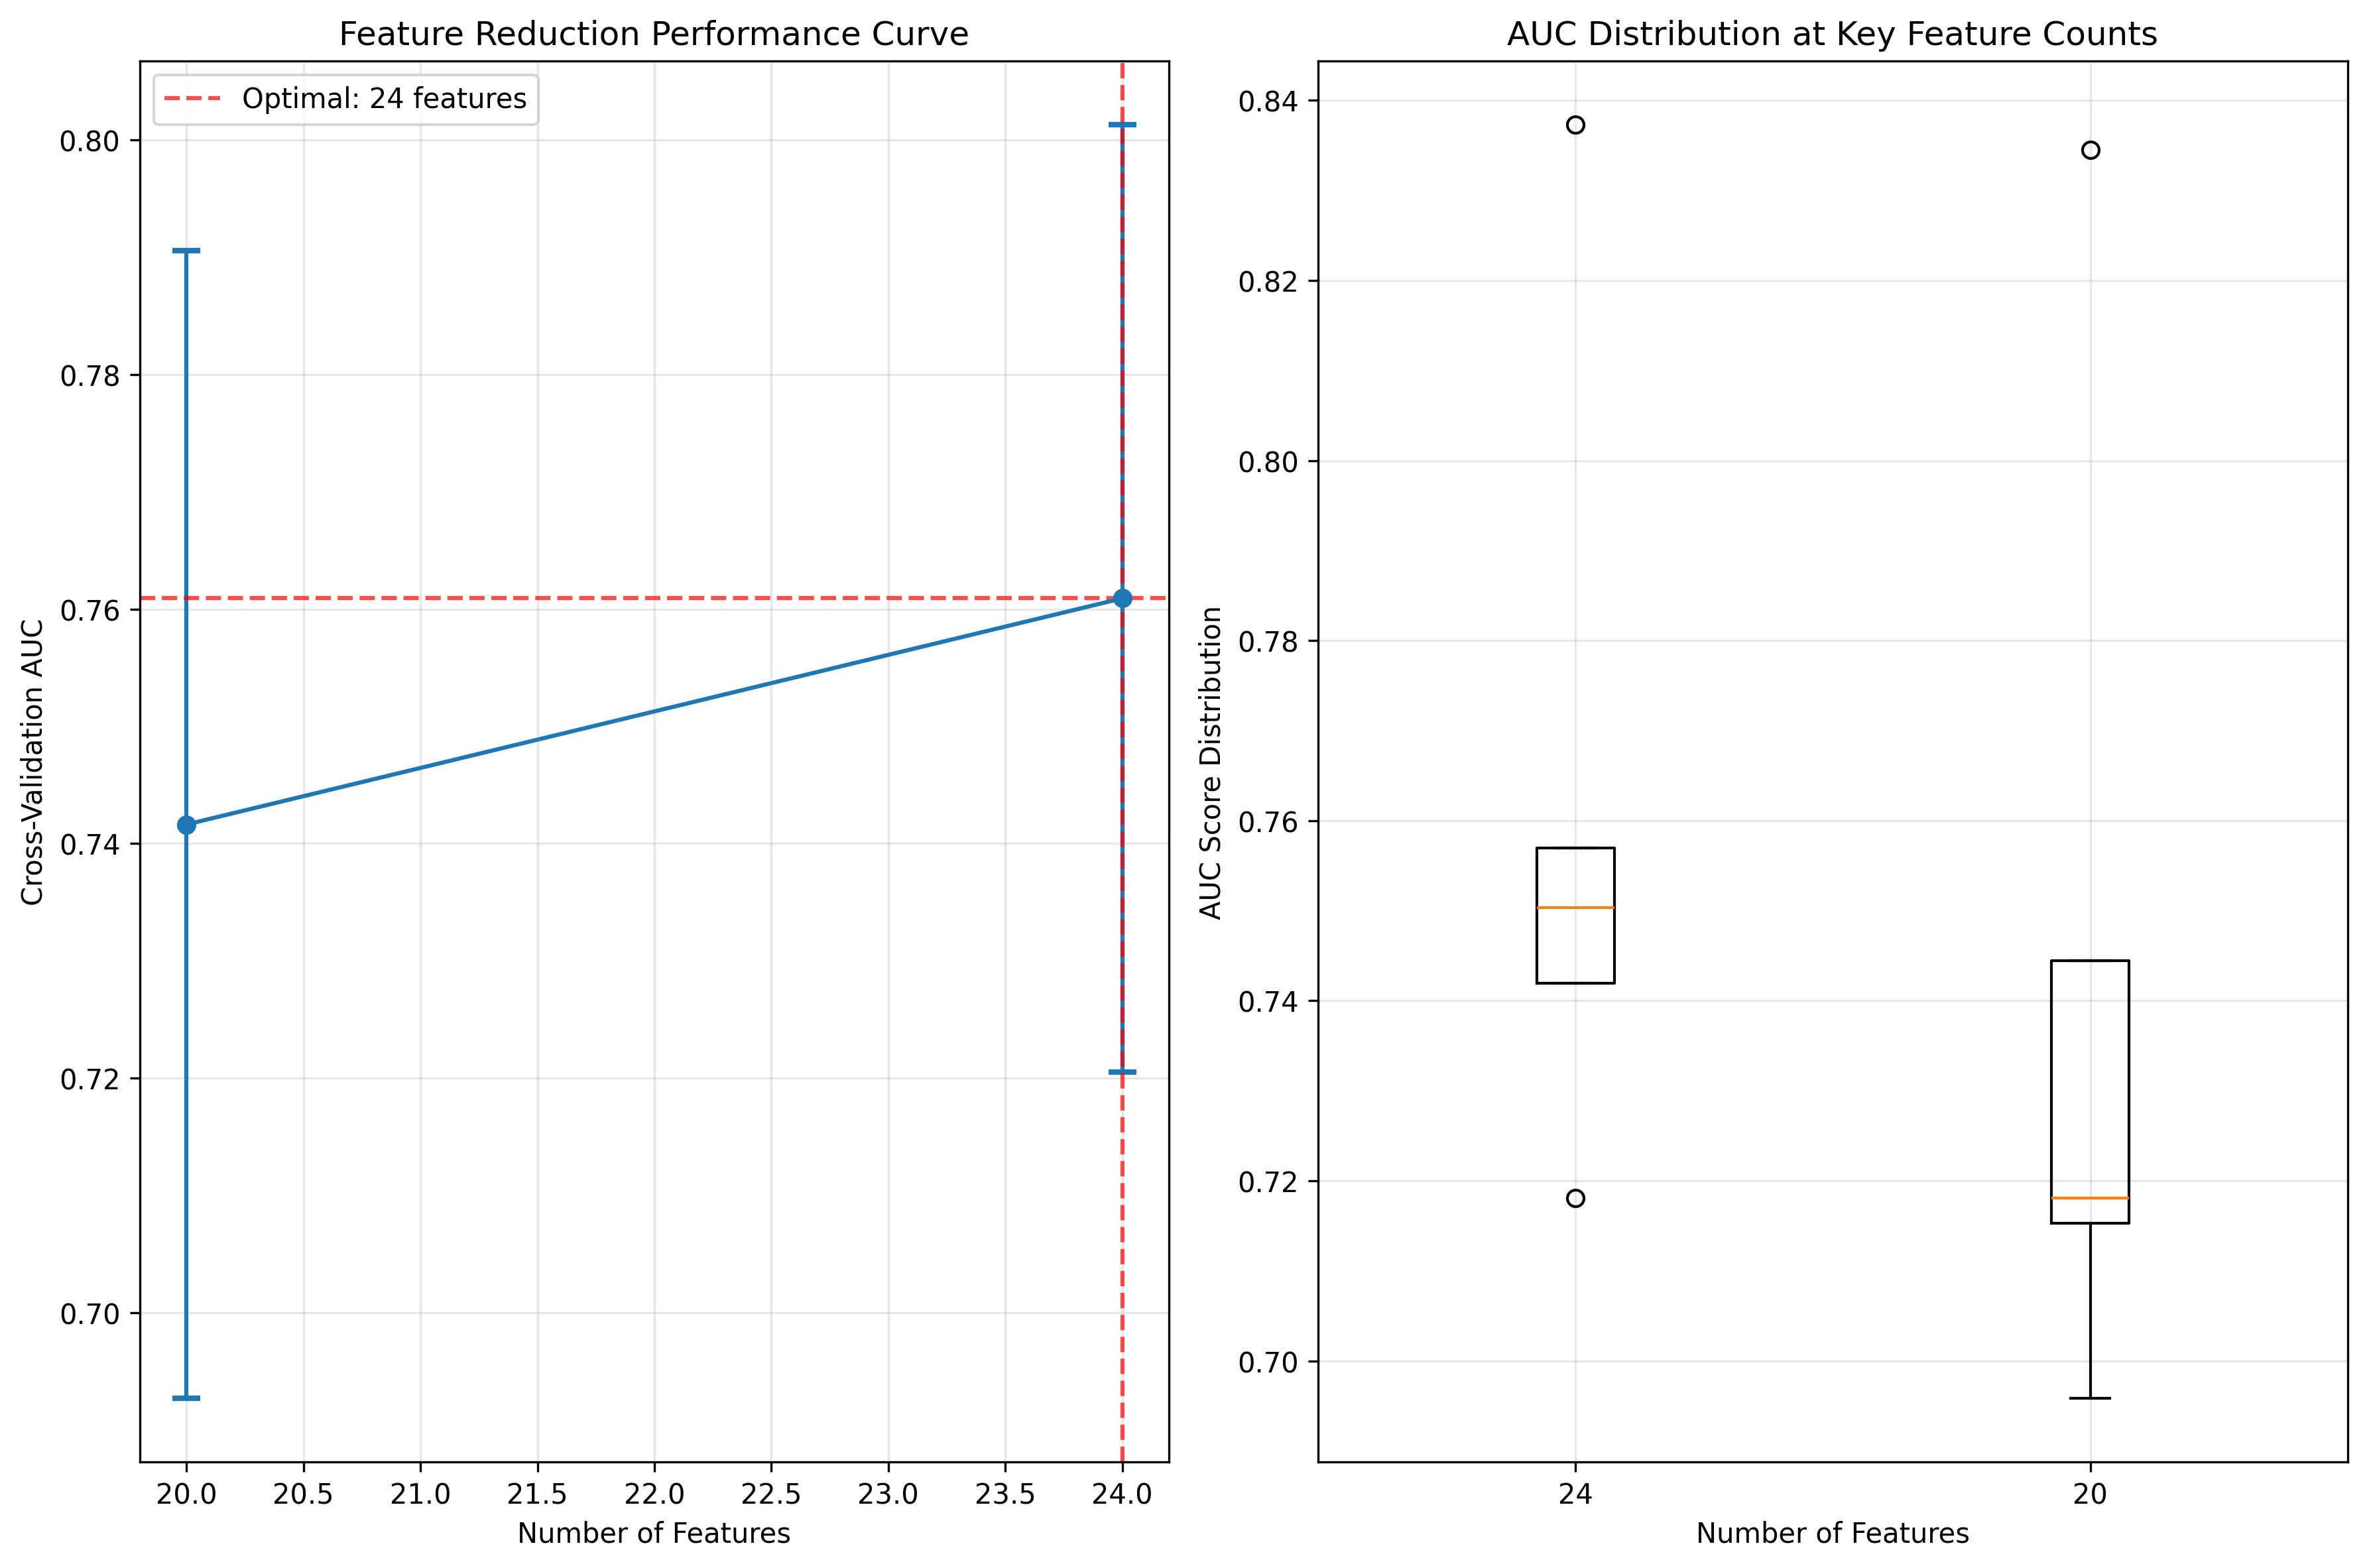 Feature Reduction Performance Curve
Optimal: 24 features
Cross-Validation AUC
0.80
0.78
0.76
0.74
0.72
0.70
20.0 20.5 21.0 21.5 22.0 22.5 23.0 23.5 24.0
Number of Features
AUC Distribution at Key Feature Counts
AUC Score Distribution
0.84
0.82
0.80
0.78
0.76
0.74
0.72
0.70
24 20
Number of Features